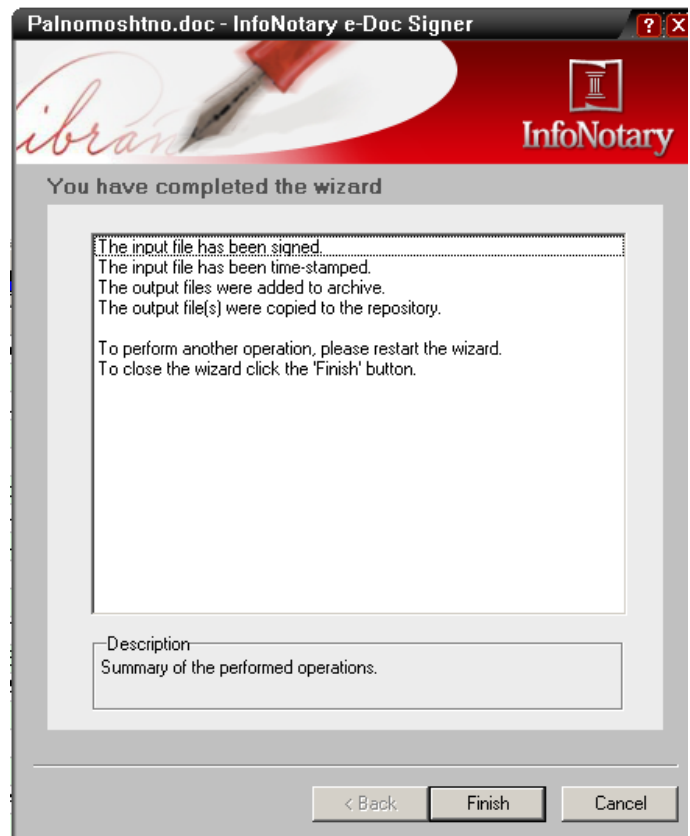 Palnomoshtno.doc - InfoNotary e-Doc Signer
InfoNotary
You have completed the wizard
The input file has been signed.
The input file has been time-stamped.
The output files were added to archive.
The output file(s) were copied to the repository.
To perform another operation, please restart the wizard.
To close the wizard click the 'Finish' button.
Description
Summary of the performed operations.
< Back
Finish
Cancel